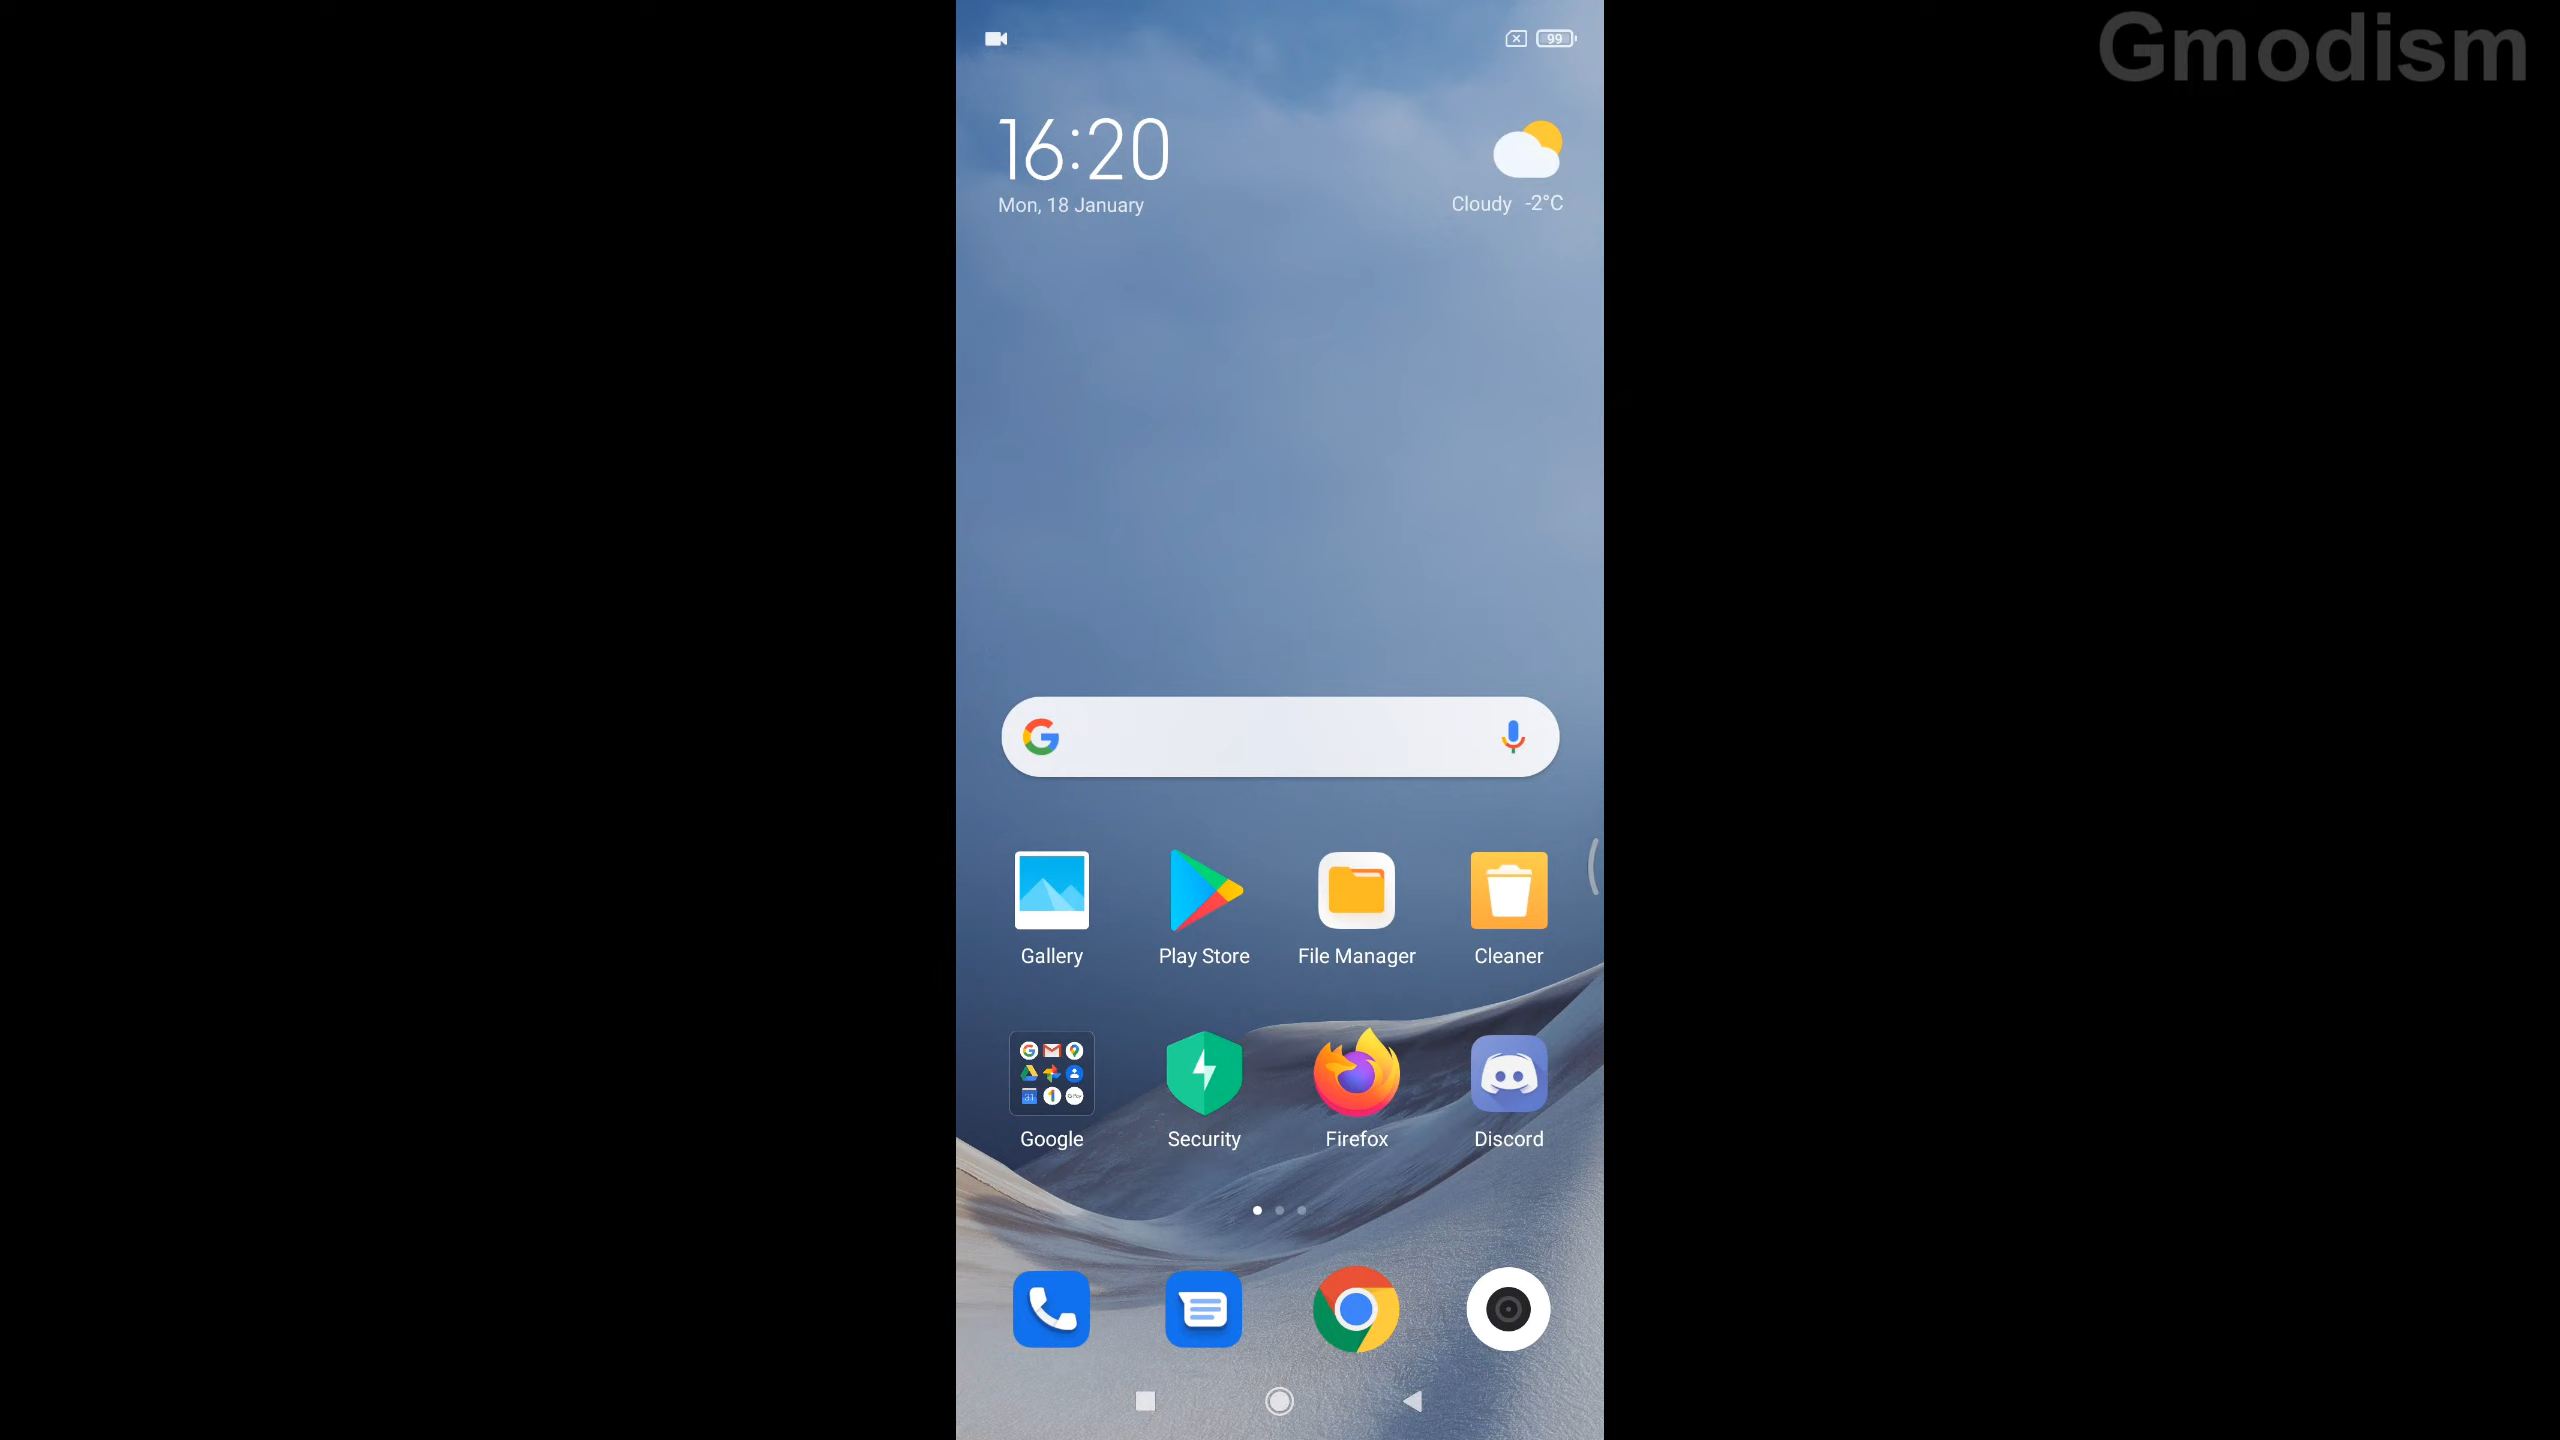 Gmodism
99
16:20
Mon, 18 January
Cloudy -2°C
Gallery
Play Store
File Manager
Cleaner
31
Google
Security
Firefox
Discord